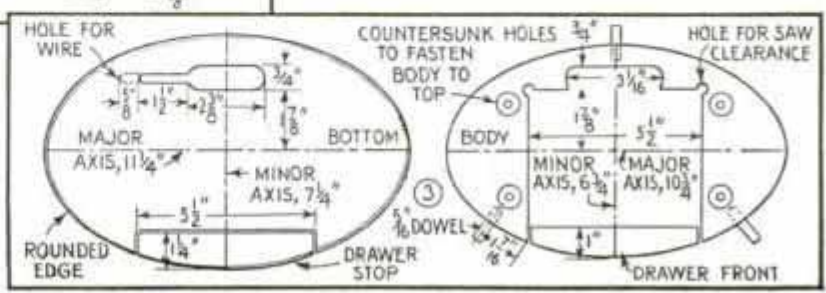 HOLE FOR
WIRE
3/4"
5/8"
1 1/2"
2 3/8"
1 7/8"
MAJOR
AXIS, 11 1/4"
BOTTOM
MINOR
AXIS, 7 1/4"
5 1/2"
1 1/4"
ROUNDED
EDGE
DRAWER
STOP
COUNTERSUNK HOLES
TO FASTEN
BODY TO
TOP
3/4"
HOLE FOR SAW
CLEARANCE
3 1/16"
1 7/8"
5 1/2"
BODY
MINOR
AXIS, 6 3/4"
MAJOR
AXIS, 10 3/4"
3
5/16" DOWEL
1"
DRAWER FRONT